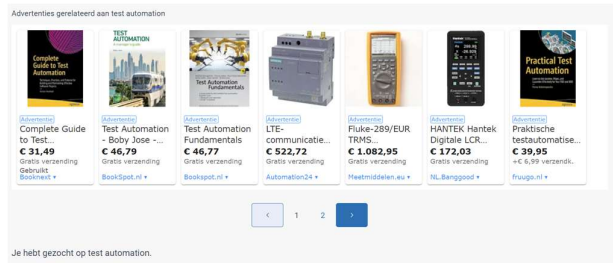 Advertenties gerelateerd aan test automation
Complete
Guide to Test
Automation
TEST
AUTOMATION
Test Automation
Fundamentals
Practical Test
Automation
Advertentie
Complete Guide
to Test...
€ 31,49
Gratis verzending
Gebruikt
Booknext ▾
Advertentie
Test Automation
- Boby Jose -...
€ 46,79
Gratis verzending
BookSpot.nl ▾
Advertentie
Test Automation
Fundamentals
€ 46,77
Gratis verzending
Bookspot.nl ▾
Advertentie
LTE-
communicatie...
€ 522,72
Gratis verzending
Automation24 ▾
Advertentie
Fluke-289/EUR
TRMS...
€ 1.082,95
Gratis verzending
Meetmiddelen.eu ▾
Advertentie
HANTEK Hantek
Digitale LCR...
€ 172,03
Gratis verzending
NL.Banggood ▾
Advertentie
Praktische
testautomatise...
€ 39,95
+€ 6,99 verzendk.
fruugo.nl ▾
‹ 1 2 ›
Je hebt gezocht op test automation.